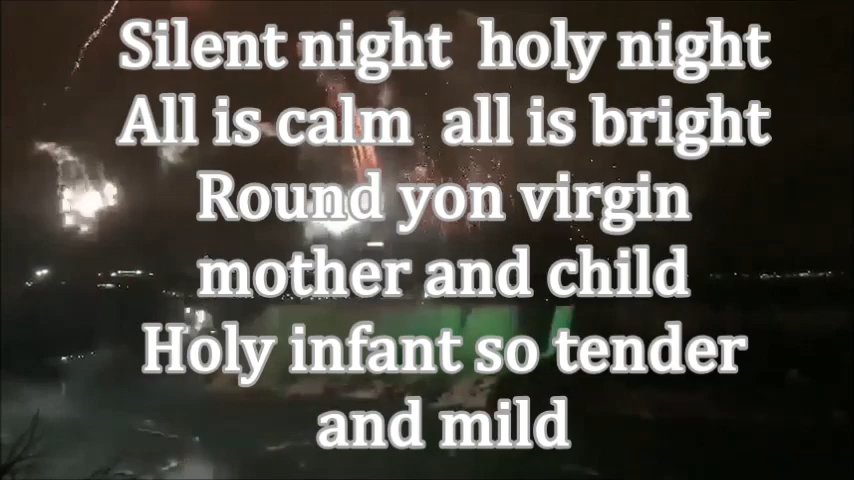 Silent night  holy night
All is calm  all is bright
Round yon virgin
mother and child
Holy infant so tender
and mild